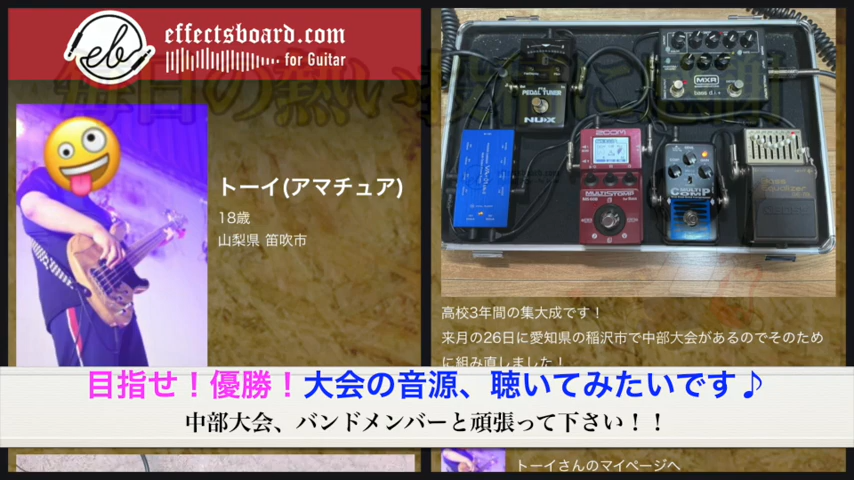 eb
effectsboard.com
for Guitar
毎日の熱い投稿に感謝
トーイ(アマチュア)
18歳
山梨県 笛吹市
PEDAL TUNER
NUX
MXR
bass d.i.+
ZOOM
MULTI STOMP
MULTI
COMP
Bass
Equalizer
BOSS
高校3年間の集大成です！
来月の26日に愛知県の稲沢市で中部大会があるのでそのため
に組み直しました！
目指せ！優勝！大会の音源、聴いてみたいです♪
中部大会、バンドメンバーと頑張って下さい！！
トーイさんのマイページへ